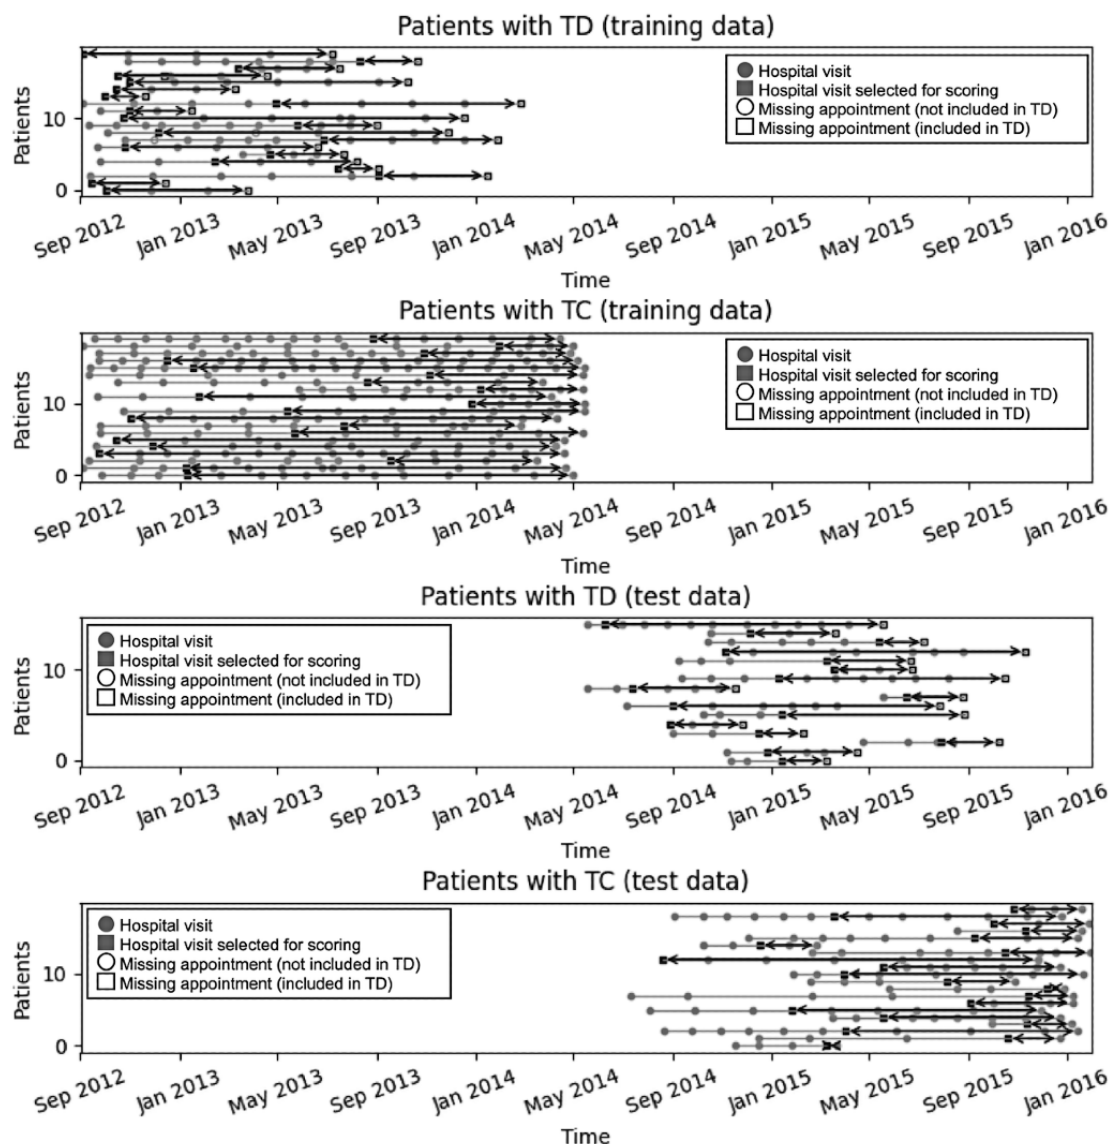 Patients with TD (training data)
Patients
10
0
Hospital visit
Hospital visit selected for scoring
Missing appointment (not included in TD)
Missing appointment (included in TD)
Sep 2012 Jan 2013 May 2013 Sep 2013 Jan 2014 May 2014 Sep 2014 Jan 2015 May 2015 Sep 2015 Jan 2016
Time
Patients with TC (training data)
Patients
10
0
Hospital visit
Hospital visit selected for scoring
Missing appointment (not included in TD)
Missing appointment (included in TD)
Sep 2012 Jan 2013 May 2013 Sep 2013 Jan 2014 May 2014 Sep 2014 Jan 2015 May 2015 Sep 2015 Jan 2016
Time
Patients with TD (test data)
Patients
10
0
Hospital visit
Hospital visit selected for scoring
Missing appointment (not included in TD)
Missing appointment (included in TD)
Sep 2012 Jan 2013 May 2013 Sep 2013 Jan 2014 May 2014 Sep 2014 Jan 2015 May 2015 Sep 2015 Jan 2016
Time
Patients with TC (test data)
Patients
10
0
Hospital visit
Hospital visit selected for scoring
Missing appointment (not included in TD)
Missing appointment (included in TD)
Sep 2012 Jan 2013 May 2013 Sep 2013 Jan 2014 May 2014 Sep 2014 Jan 2015 May 2015 Sep 2015 Jan 2016
Time